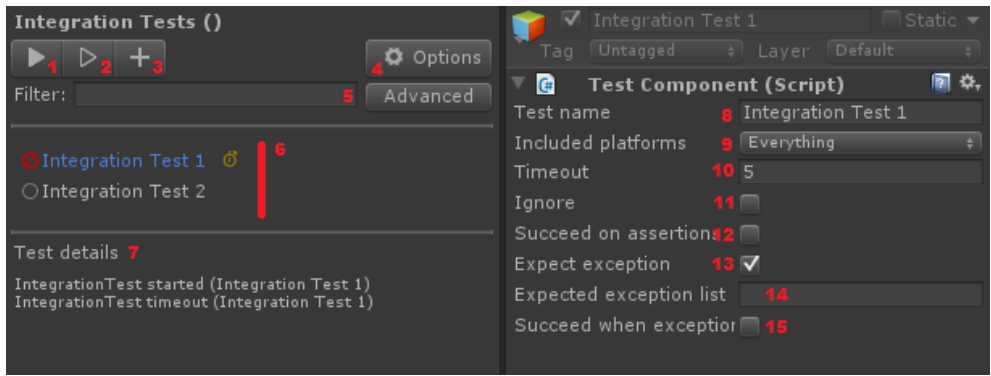 Integration Tests ()
1 2 3 4 Options
Filter: 5 Advanced
Integration Test 1 6
Integration Test 2
Test details 7
IntegrationTest started (Integration Test 1)
IntegrationTest timeout (Integration Test 1)
Integration Test 1 Static
Tag Untagged Layer Default
C# Test Component (Script)
Test name 8 Integration Test 1
Included platforms 9 Everything
Timeout 10 5
Ignore 11
Succeed on assertions 12
Expect exception 13
Expected exception list 14
Succeed when exception 15